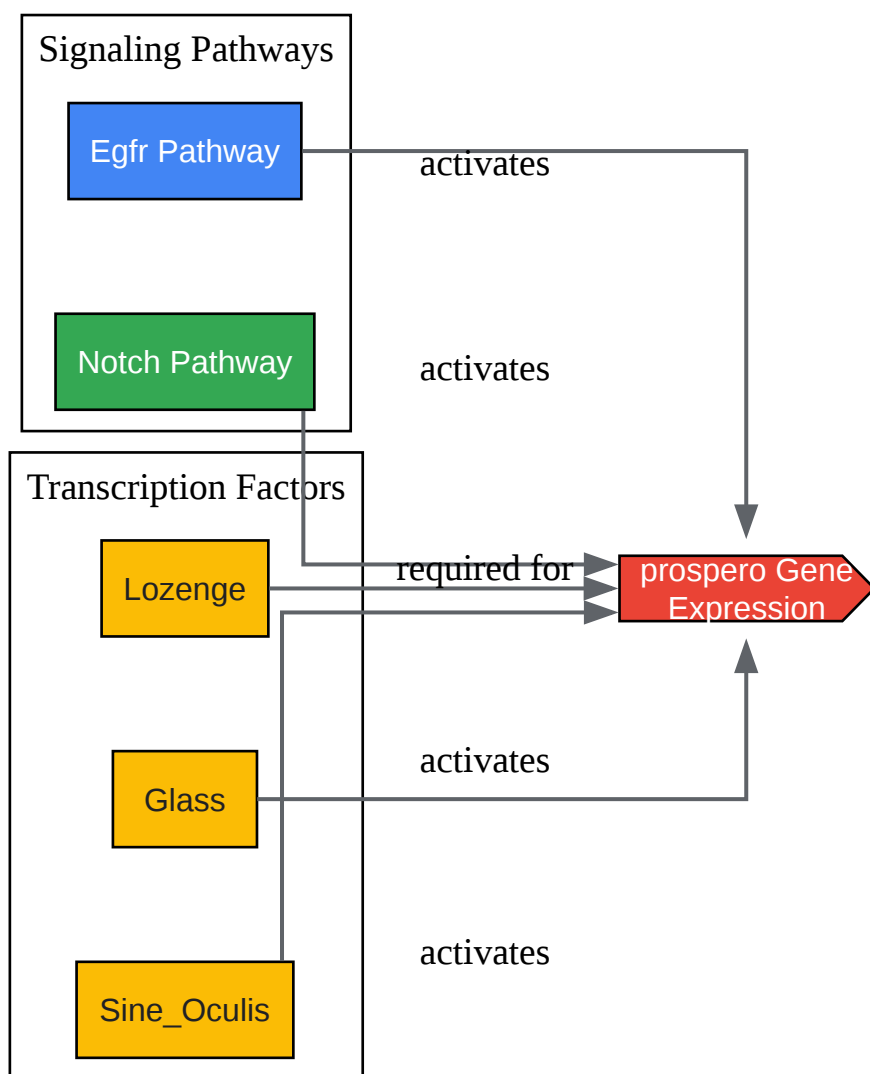 Signaling Pathways
Egfr Pathway
activates
Notch Pathway
activates
Transcription Factors
Lozenge
required for
prospero Gene
Expression
Glass
activates
Sine_Oculis
activates